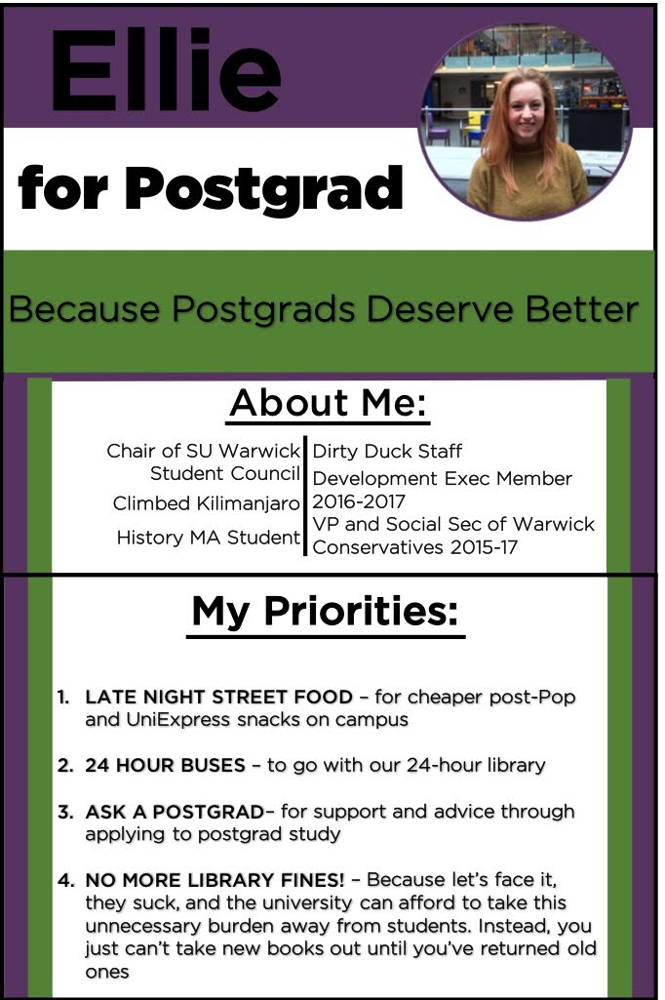 Ellie
for Postgrad
Because Postgrads Deserve Better
About Me:
Chair of SU Warwick
Student Council
Climbed Kilimanjaro
History MA Student
Dirty Duck Staff
Development Exec Member
2016-2017
VP and Social Sec of Warwick
Conservatives 2015-17
My Priorities:
1. LATE NIGHT STREET FOOD – for cheaper post-Pop
and UniExpress snacks on campus
2. 24 HOUR BUSES – to go with our 24-hour library
3. ASK A POSTGRAD– for support and advice through
applying to postgrad study
4. NO MORE LIBRARY FINES! – Because let’s face it,
they suck, and the university can afford to take this
unnecessary burden away from students. Instead, you
just can’t take new books out until you’ve returned old
ones